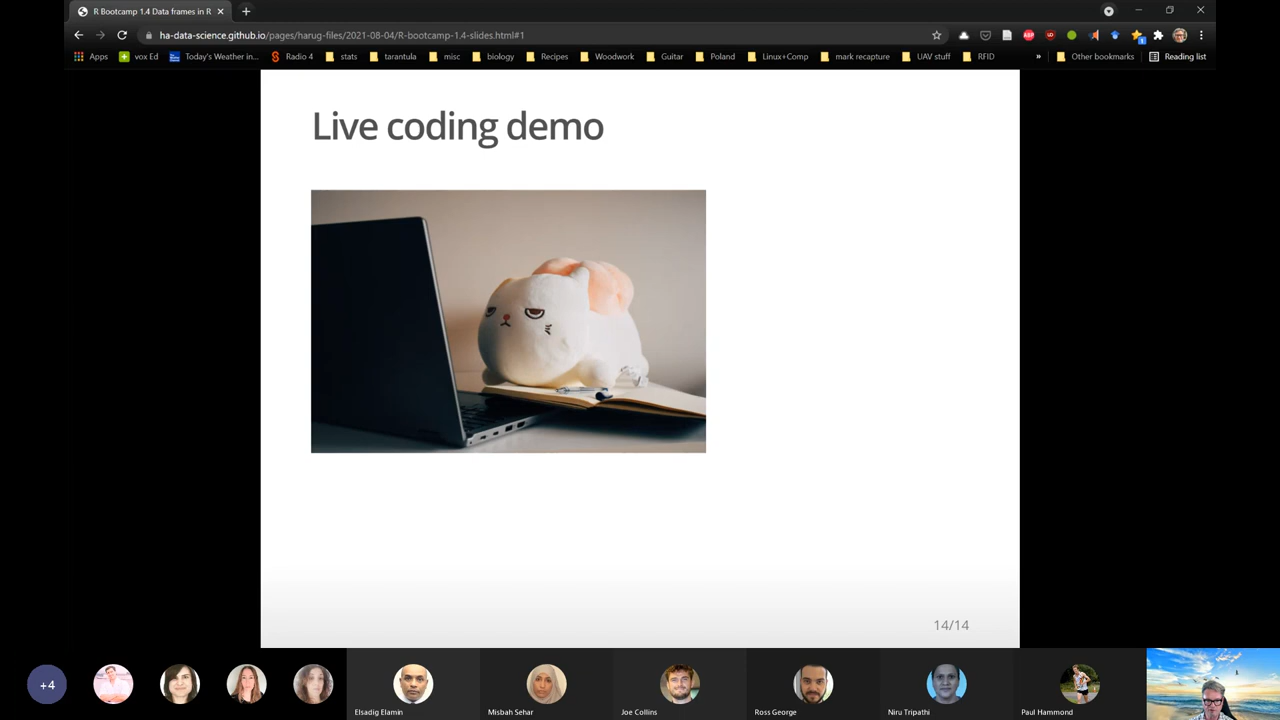 R Bootcamp 1.4 Data frames in R
ha-data-science.github.io/pages/harug-files/2021-08-04/R-bootcamp-1.4-slides.html#1
Apps vox Ed Today's Weather in... Radio 4 stats tarantula misc biology Recipes Woodwork Guitar Poland Linux+Comp mark recapture UAV stuff RFID » Other bookmarks Reading list
Live coding demo
14/14
+4
Elsadig Elamin Misbah Sehar Joe Collins Ross George Niru Tripathi Paul Hammond